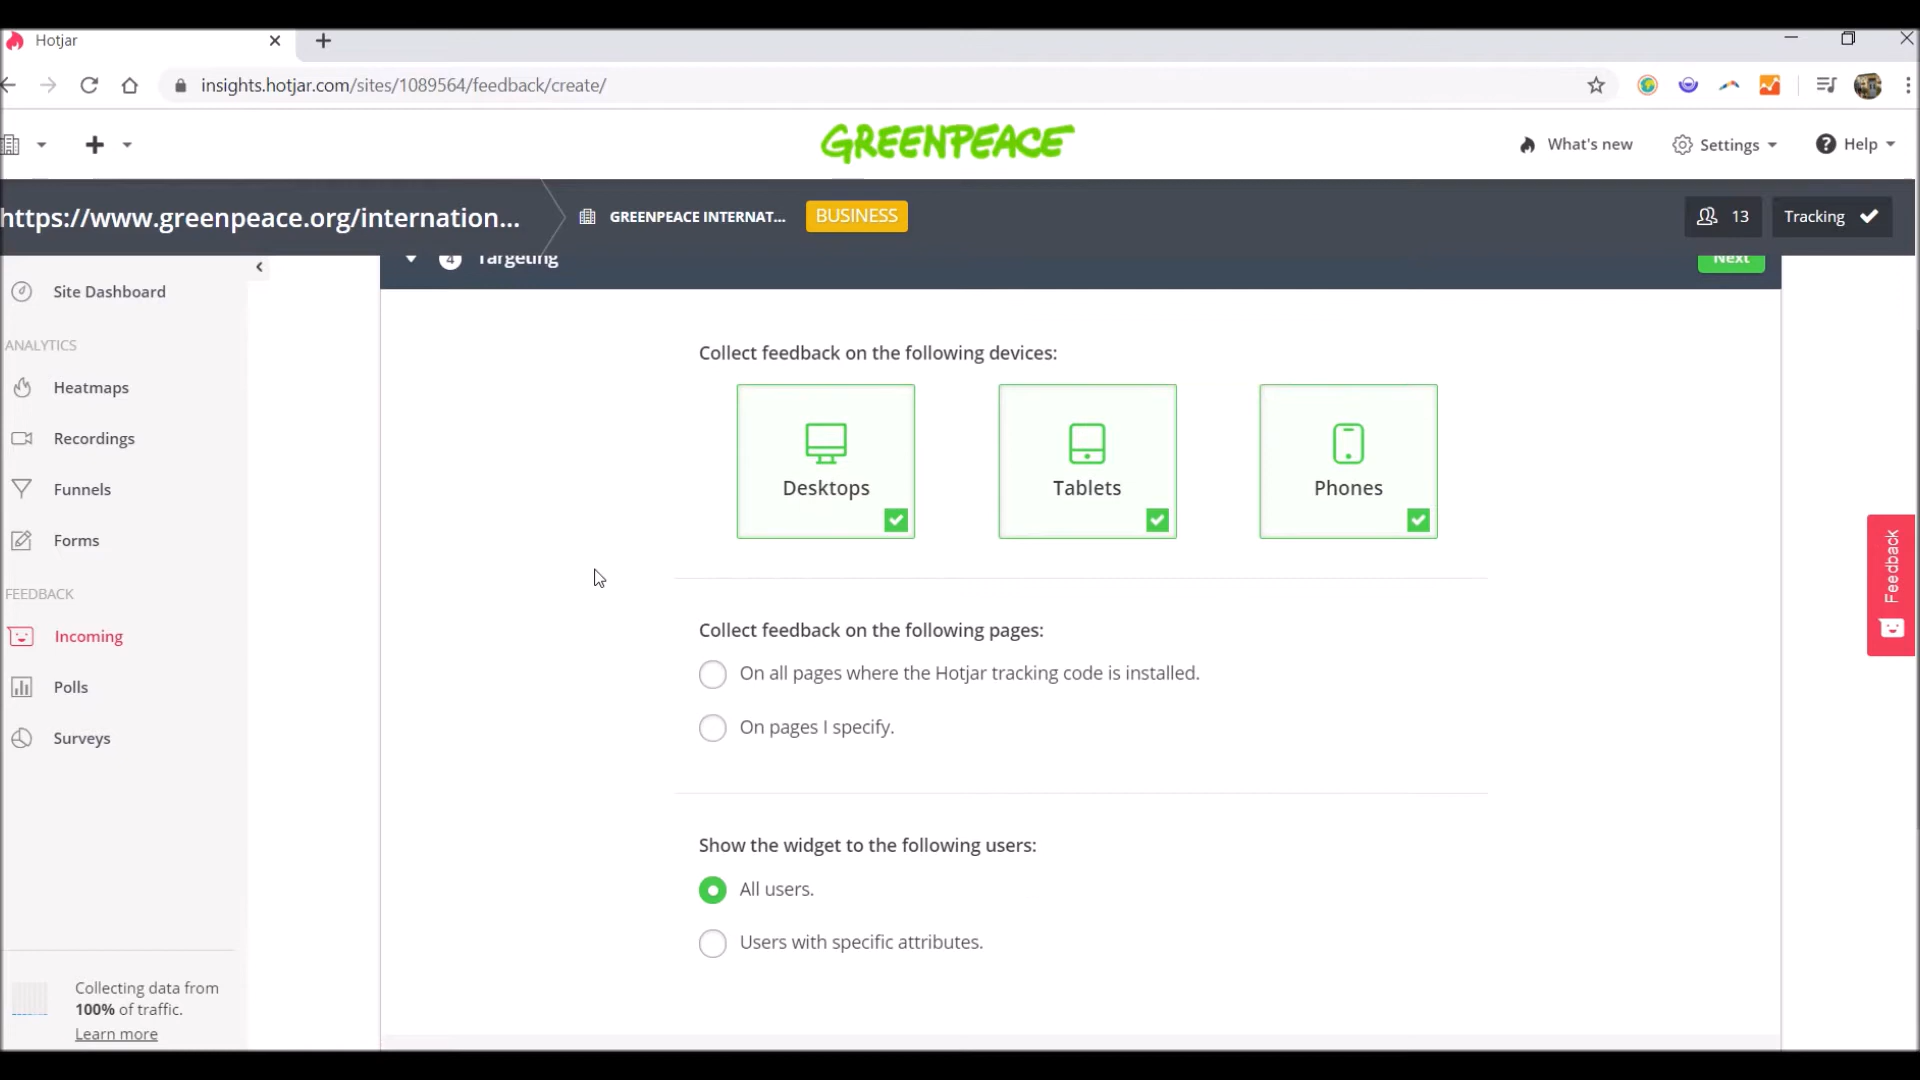 Hotjar
insights.hotjar.com/sites/1089564/feedback/create/
GREENPEACE
What's new
Settings
Help
https://www.greenpeace.org/internation...
GREENPEACE INTERNAT...
BUSINESS
13
Tracking
4
Targeting
Next
Site Dashboard
ANALYTICS
Heatmaps
Recordings
Funnels
Forms
FEEDBACK
Incoming
Polls
Surveys
Collecting data from
100% of traffic.
Learn more
Collect feedback on the following devices:
Desktops
Tablets
Phones
Collect feedback on the following pages:
On all pages where the Hotjar tracking code is installed.
On pages I specify.
Show the widget to the following users:
All users.
Users with specific attributes.
Feedback